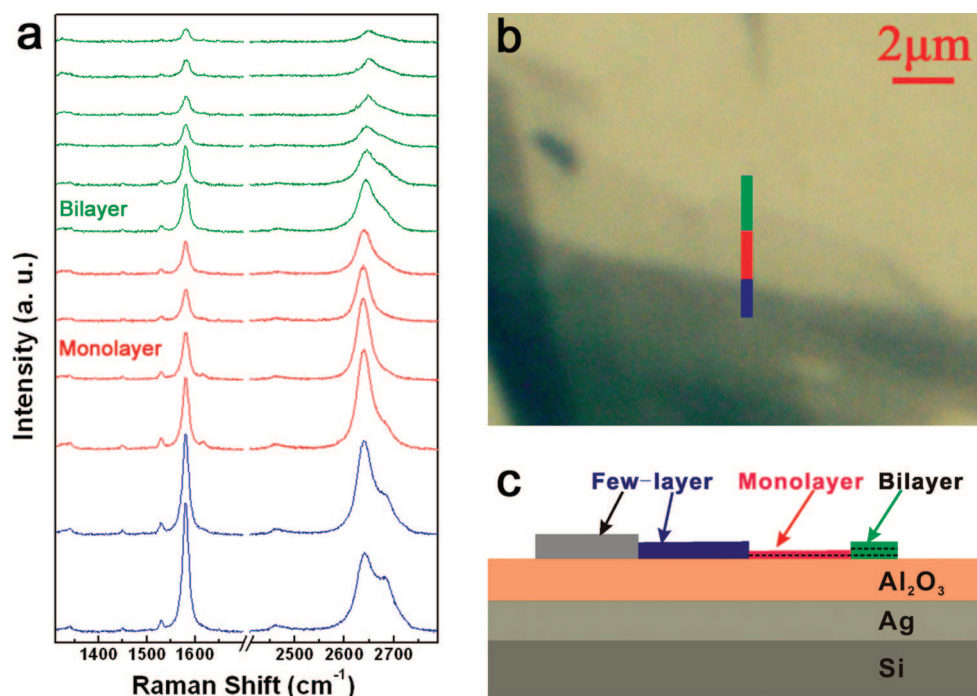 a
Bilayer
Monolayer
Intensity (a. u.)
1400 1500 1600 2500 2600 2700
Raman Shift (cm⁻¹)
b
2μm
c
Few-layer Monolayer Bilayer
Al₂O₃
Ag
Si